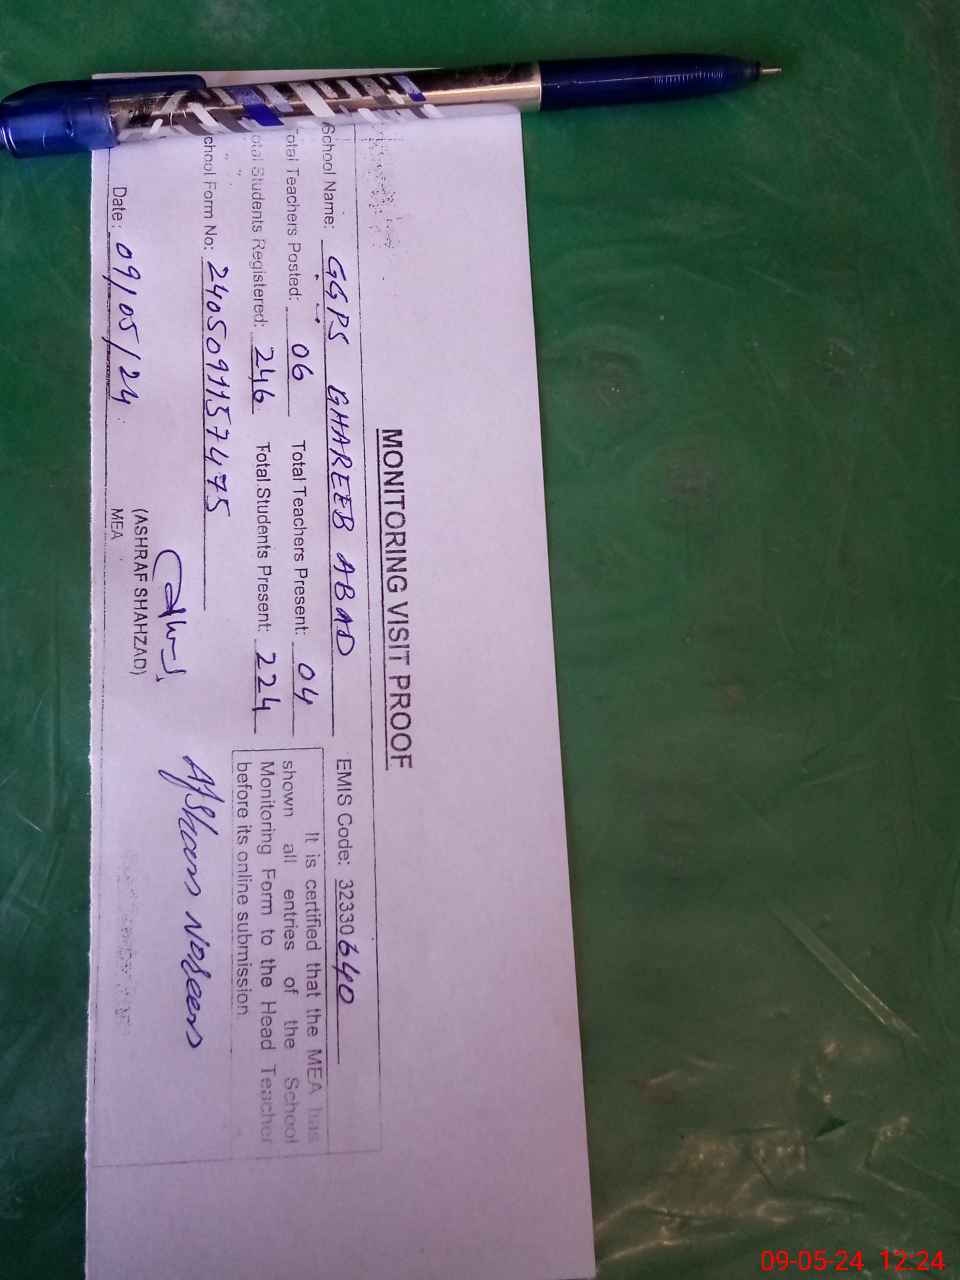 MONITORING VISIT PROOF
School Name: GGPS GHAREEB ABAD EMIS Code: 32330640
Total Teachers Posted: 06 Total Teachers Present: 04
Total Students Registered: 246 Total Students Present: 224
It is certified that the MEA has
shown all entries of the School
Monitoring Form to the Head Teacher
before its online submission.
School Form No: 2405091157475
Afsheens Noreen
(ASHRAF SHAHZAD)
Date: 09/05/24 MEA
09-05-24 12:24